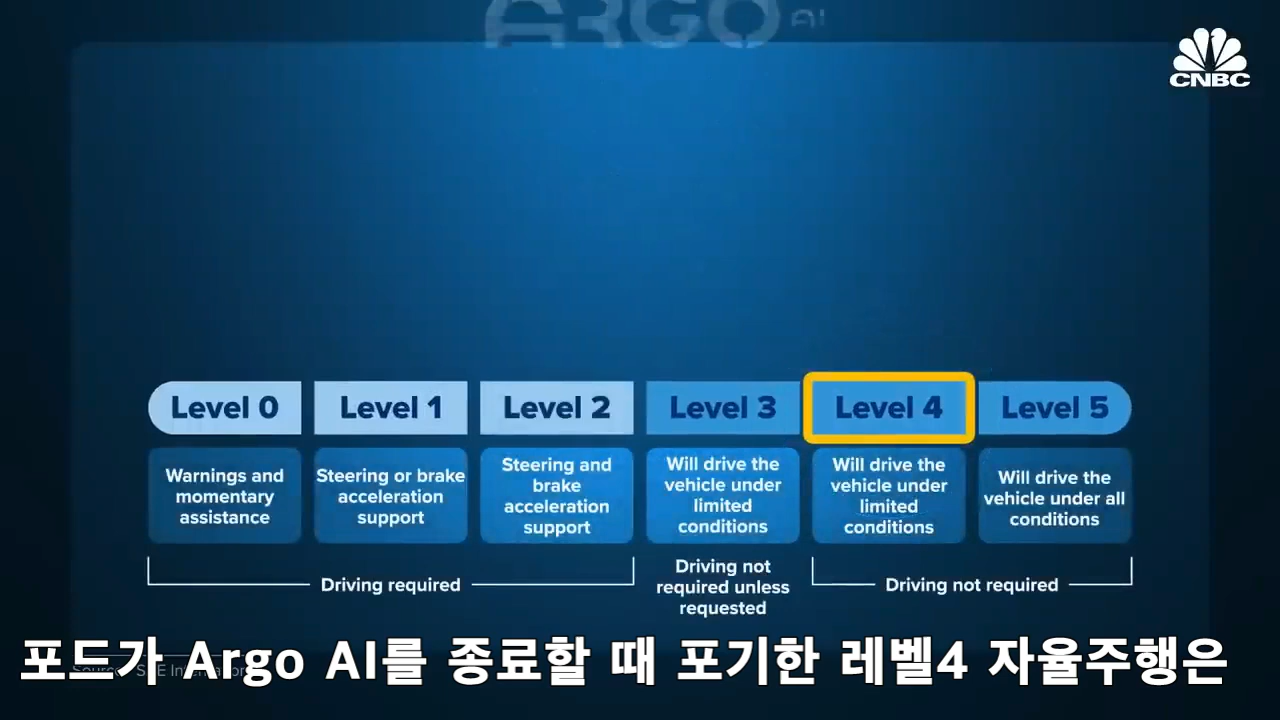 ARGO AI
CNBC
Level 0
Level 1
Level 2
Level 3
Level 4
Level 5
Warnings and
momentary
assistance
Steering or brake
acceleration
support
Steering and
brake
acceleration
support
Will drive the
vehicle under
limited
conditions
Will drive the
vehicle under
limited
conditions
Will drive the
vehicle under all
conditions
Driving required
Driving not
required unless
requested
Driving not required
포드가 Argo AI를 종료할 때 포기한 레벨4 자율주행은